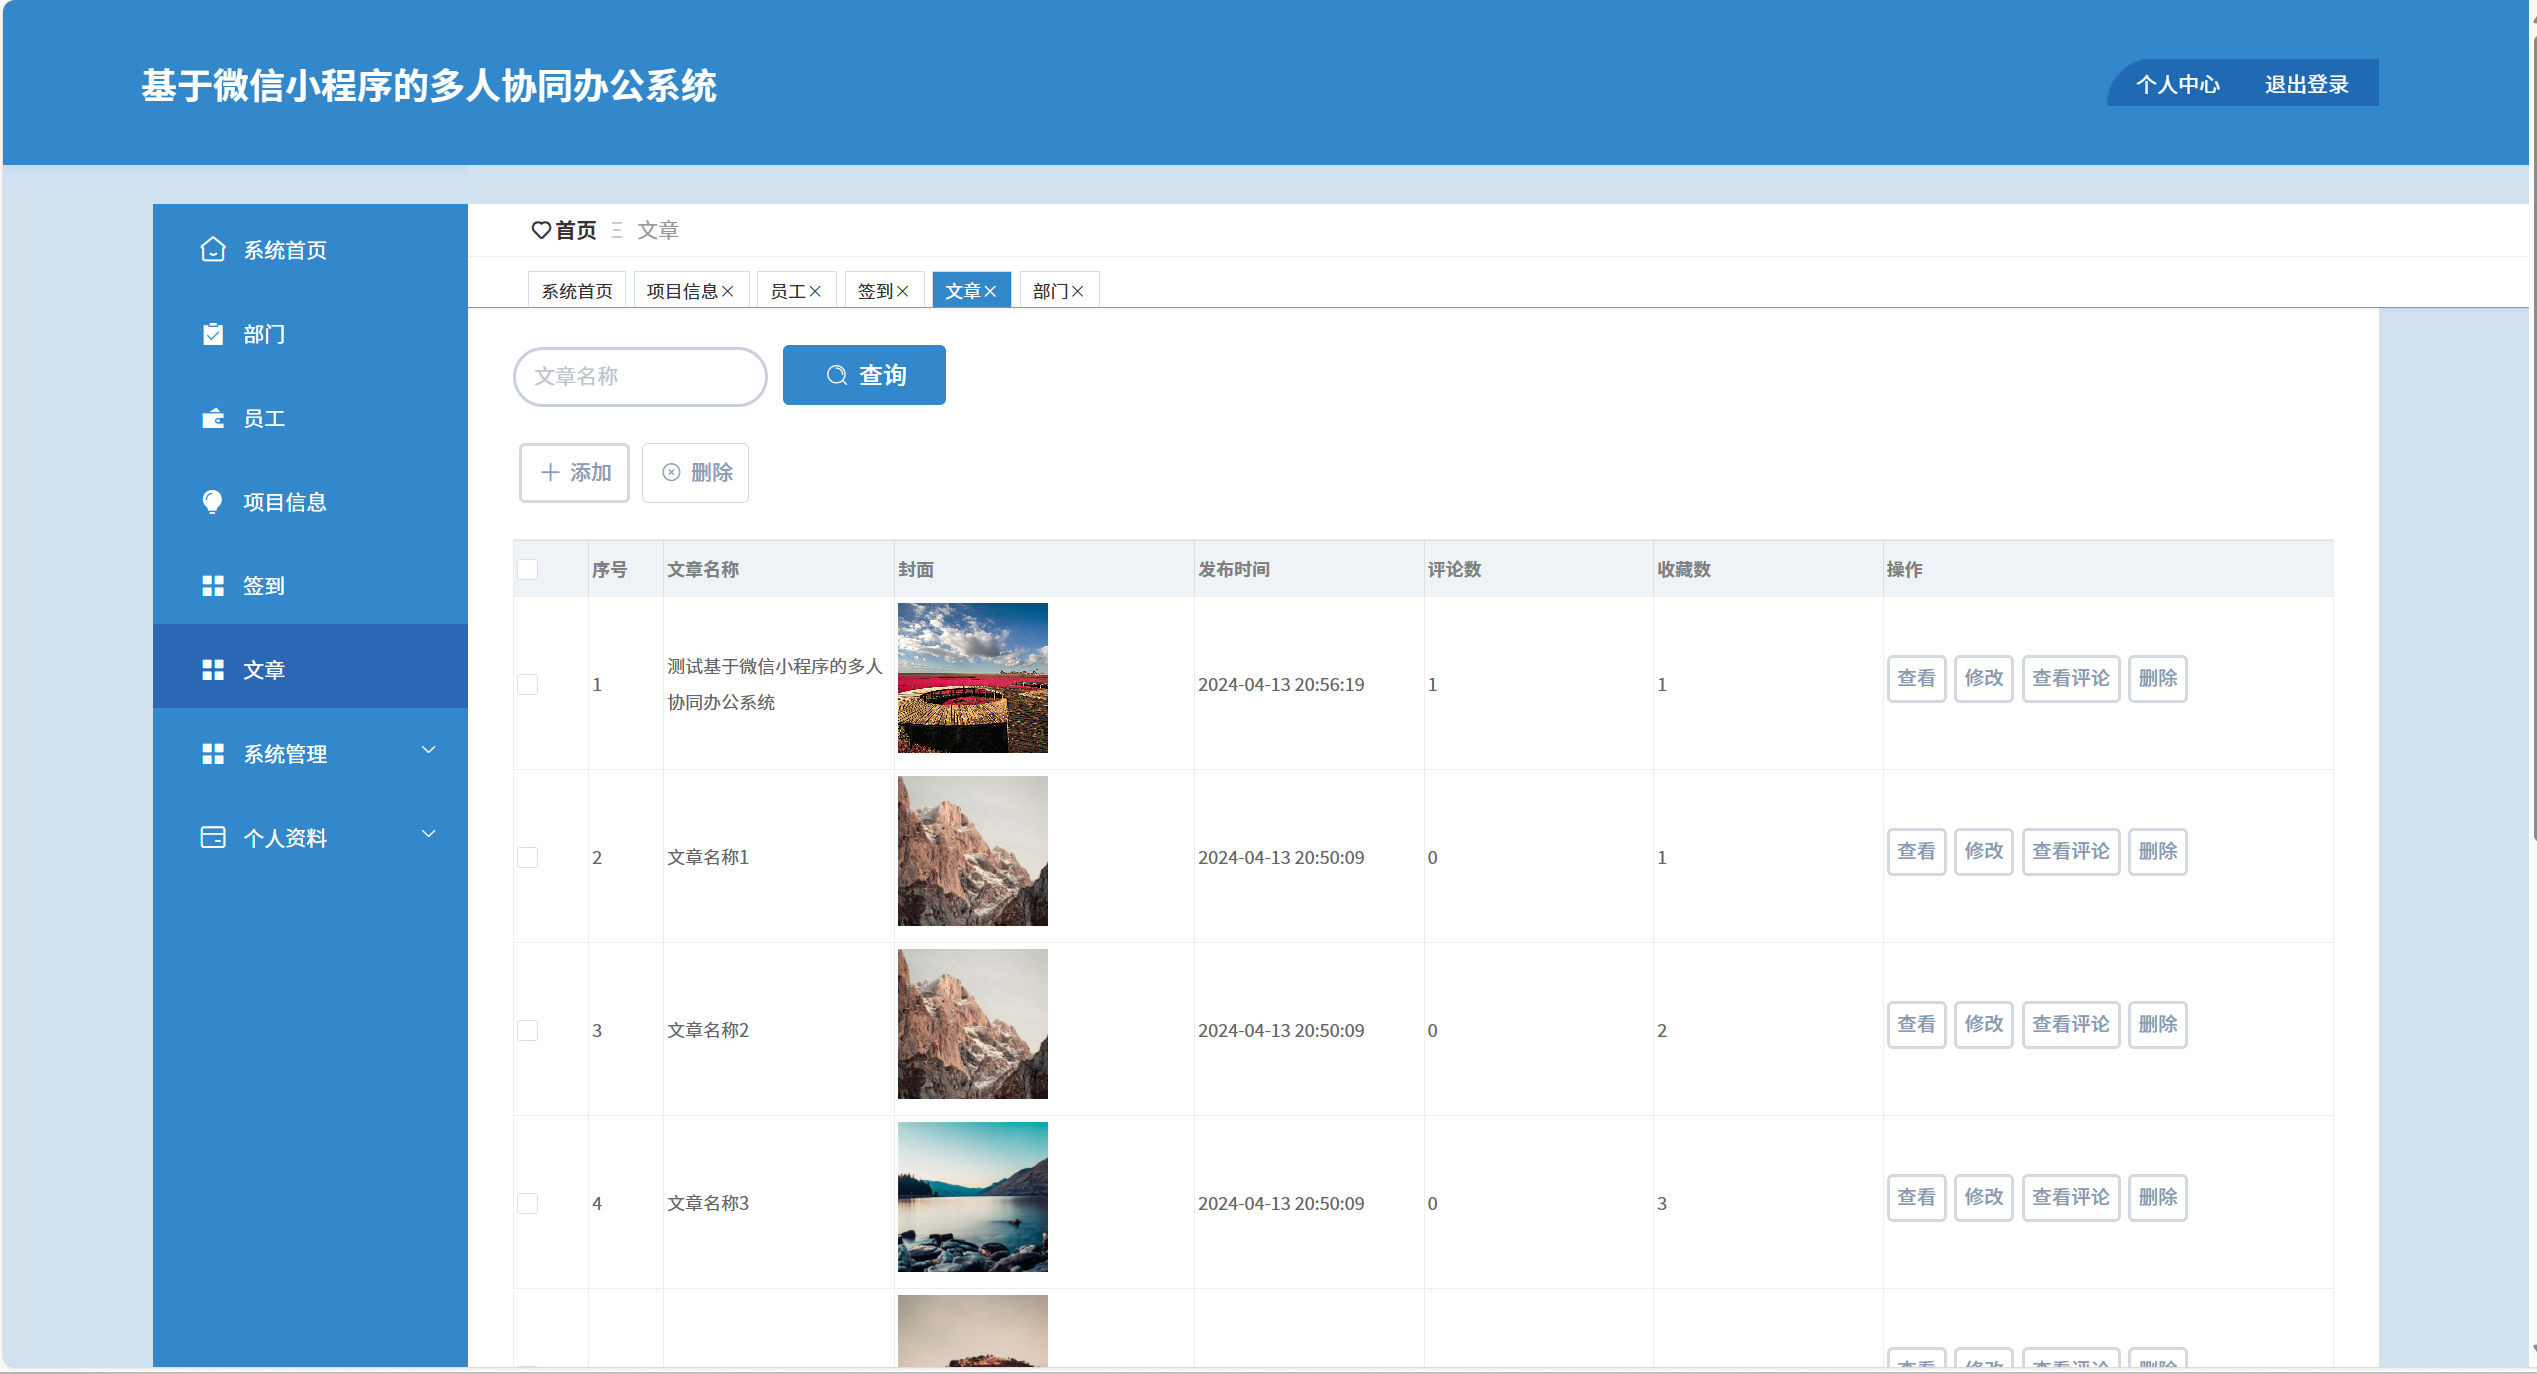 基于微信小程序的多人协同办公系统
个人中心 退出登录
系统首页
部门
员工
项目信息
签到
文章
系统管理
个人资料
首页 文章
系统首页 项目信息 员工 签到 文章 部门
文章名称 查询
添加 删除
序号 文章名称 封面 发布时间 评论数 收藏数 操作
1 测试基于微信小程序的多人 2024-04-13 20:56:19 1 1 查看 修改 查看评论 删除
协同办公系统
2 文章名称1 2024-04-13 20:50:09 0 1 查看 修改 查看评论 删除
3 文章名称2 2024-04-13 20:50:09 0 2 查看 修改 查看评论 删除
4 文章名称3 2024-04-13 20:50:09 0 3 查看 修改 查看评论 删除
查看 修改 查看评论 删除